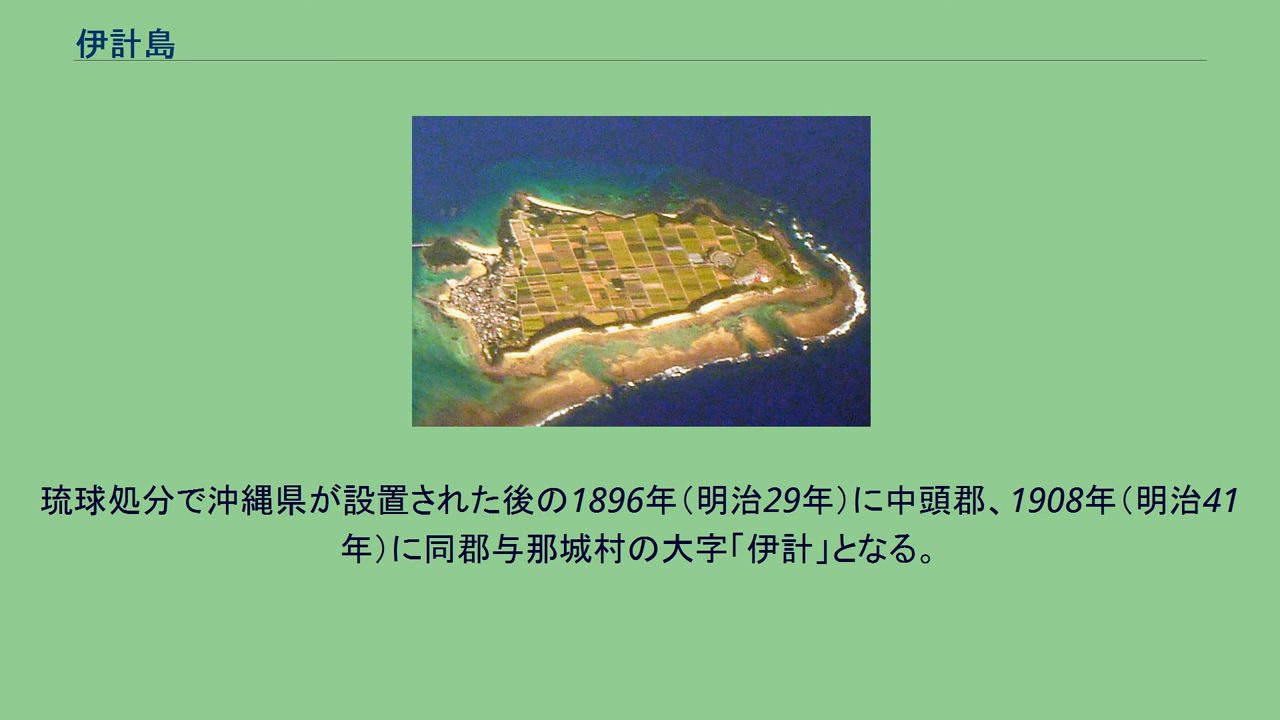 伊計島
琉球処分で沖縄県が設置された後の1896年（明治29年）に中頭郡、1908年（明治41
年）に同郡与那城村の大字「伊計」となる。